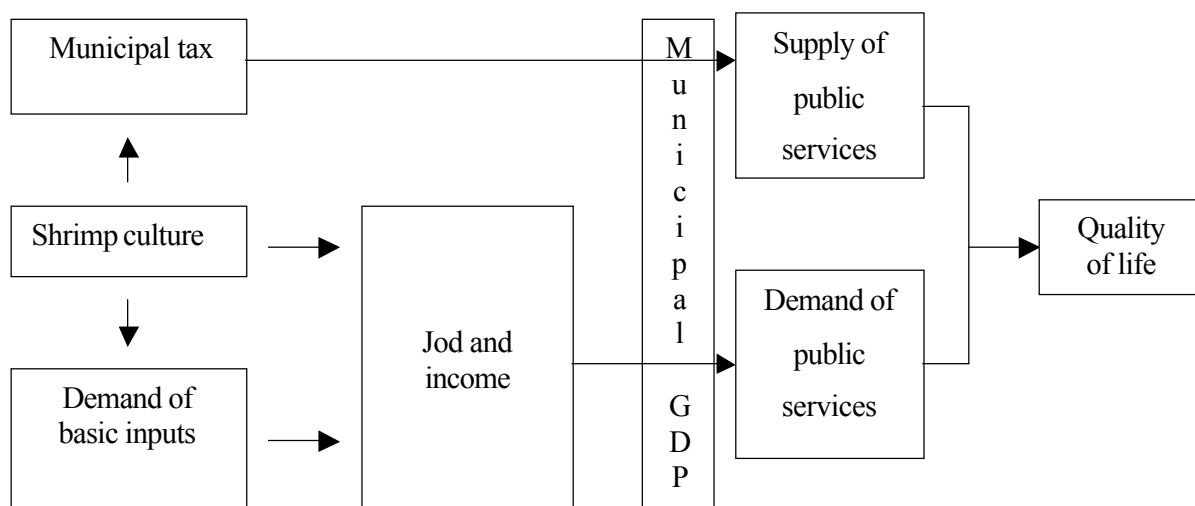 Municipal tax
Shrimp culture
Demand of
basic inputs
Jod and
income
M
u
n
i
c
i
p
a
l
G
D
P
Supply of
public
services
Demand of
public
services
Quality
of life